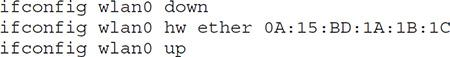 ifconfig wlan0 down
ifconfig wlan0 hw ether 0A:15:BD:1A:1B:1C
ifconfig wlan0 up